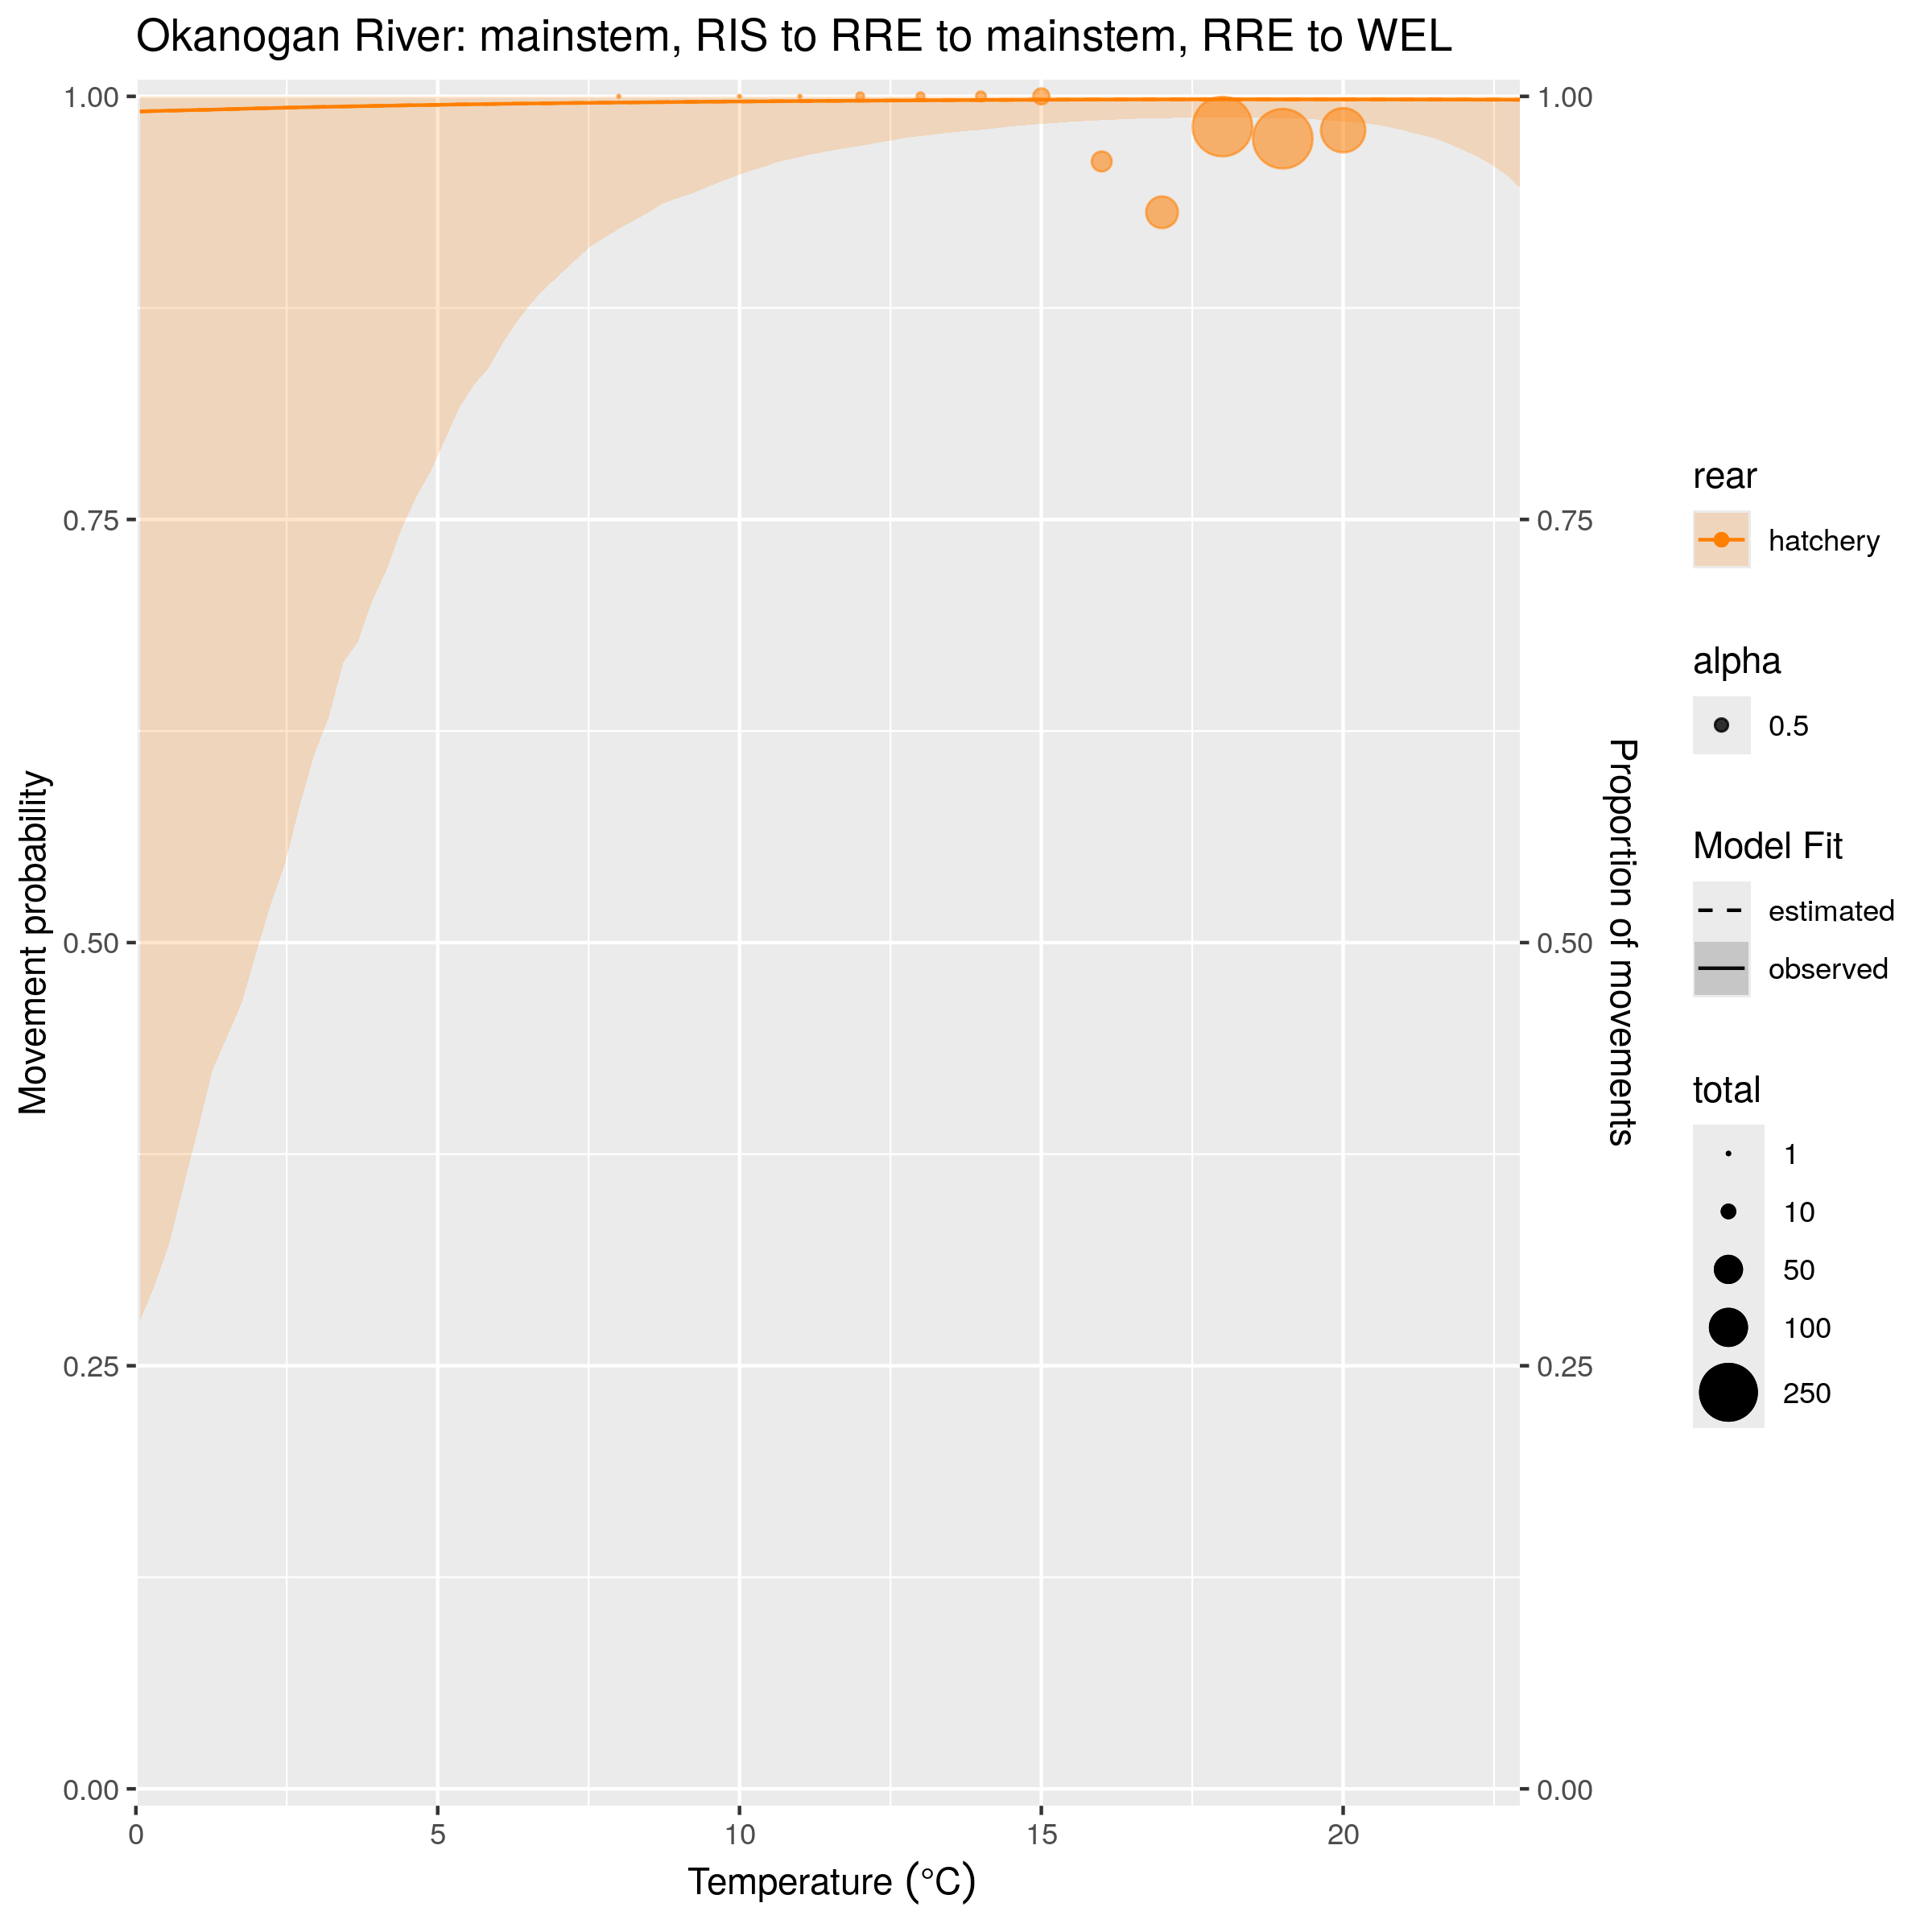 Okanogan River: mainstem, RIS to RRE to mainstem, RRE to WEL
1.00
0.75
0.50
0.25
0.00
Movement probability
0
5
10
15
20
Temperature (°C)
1.00
0.75
0.50
0.25
0.00
Proportion of movements
rear
hatchery
alpha
0.5
Model Fit
estimated
observed
total
1
10
50
100
250